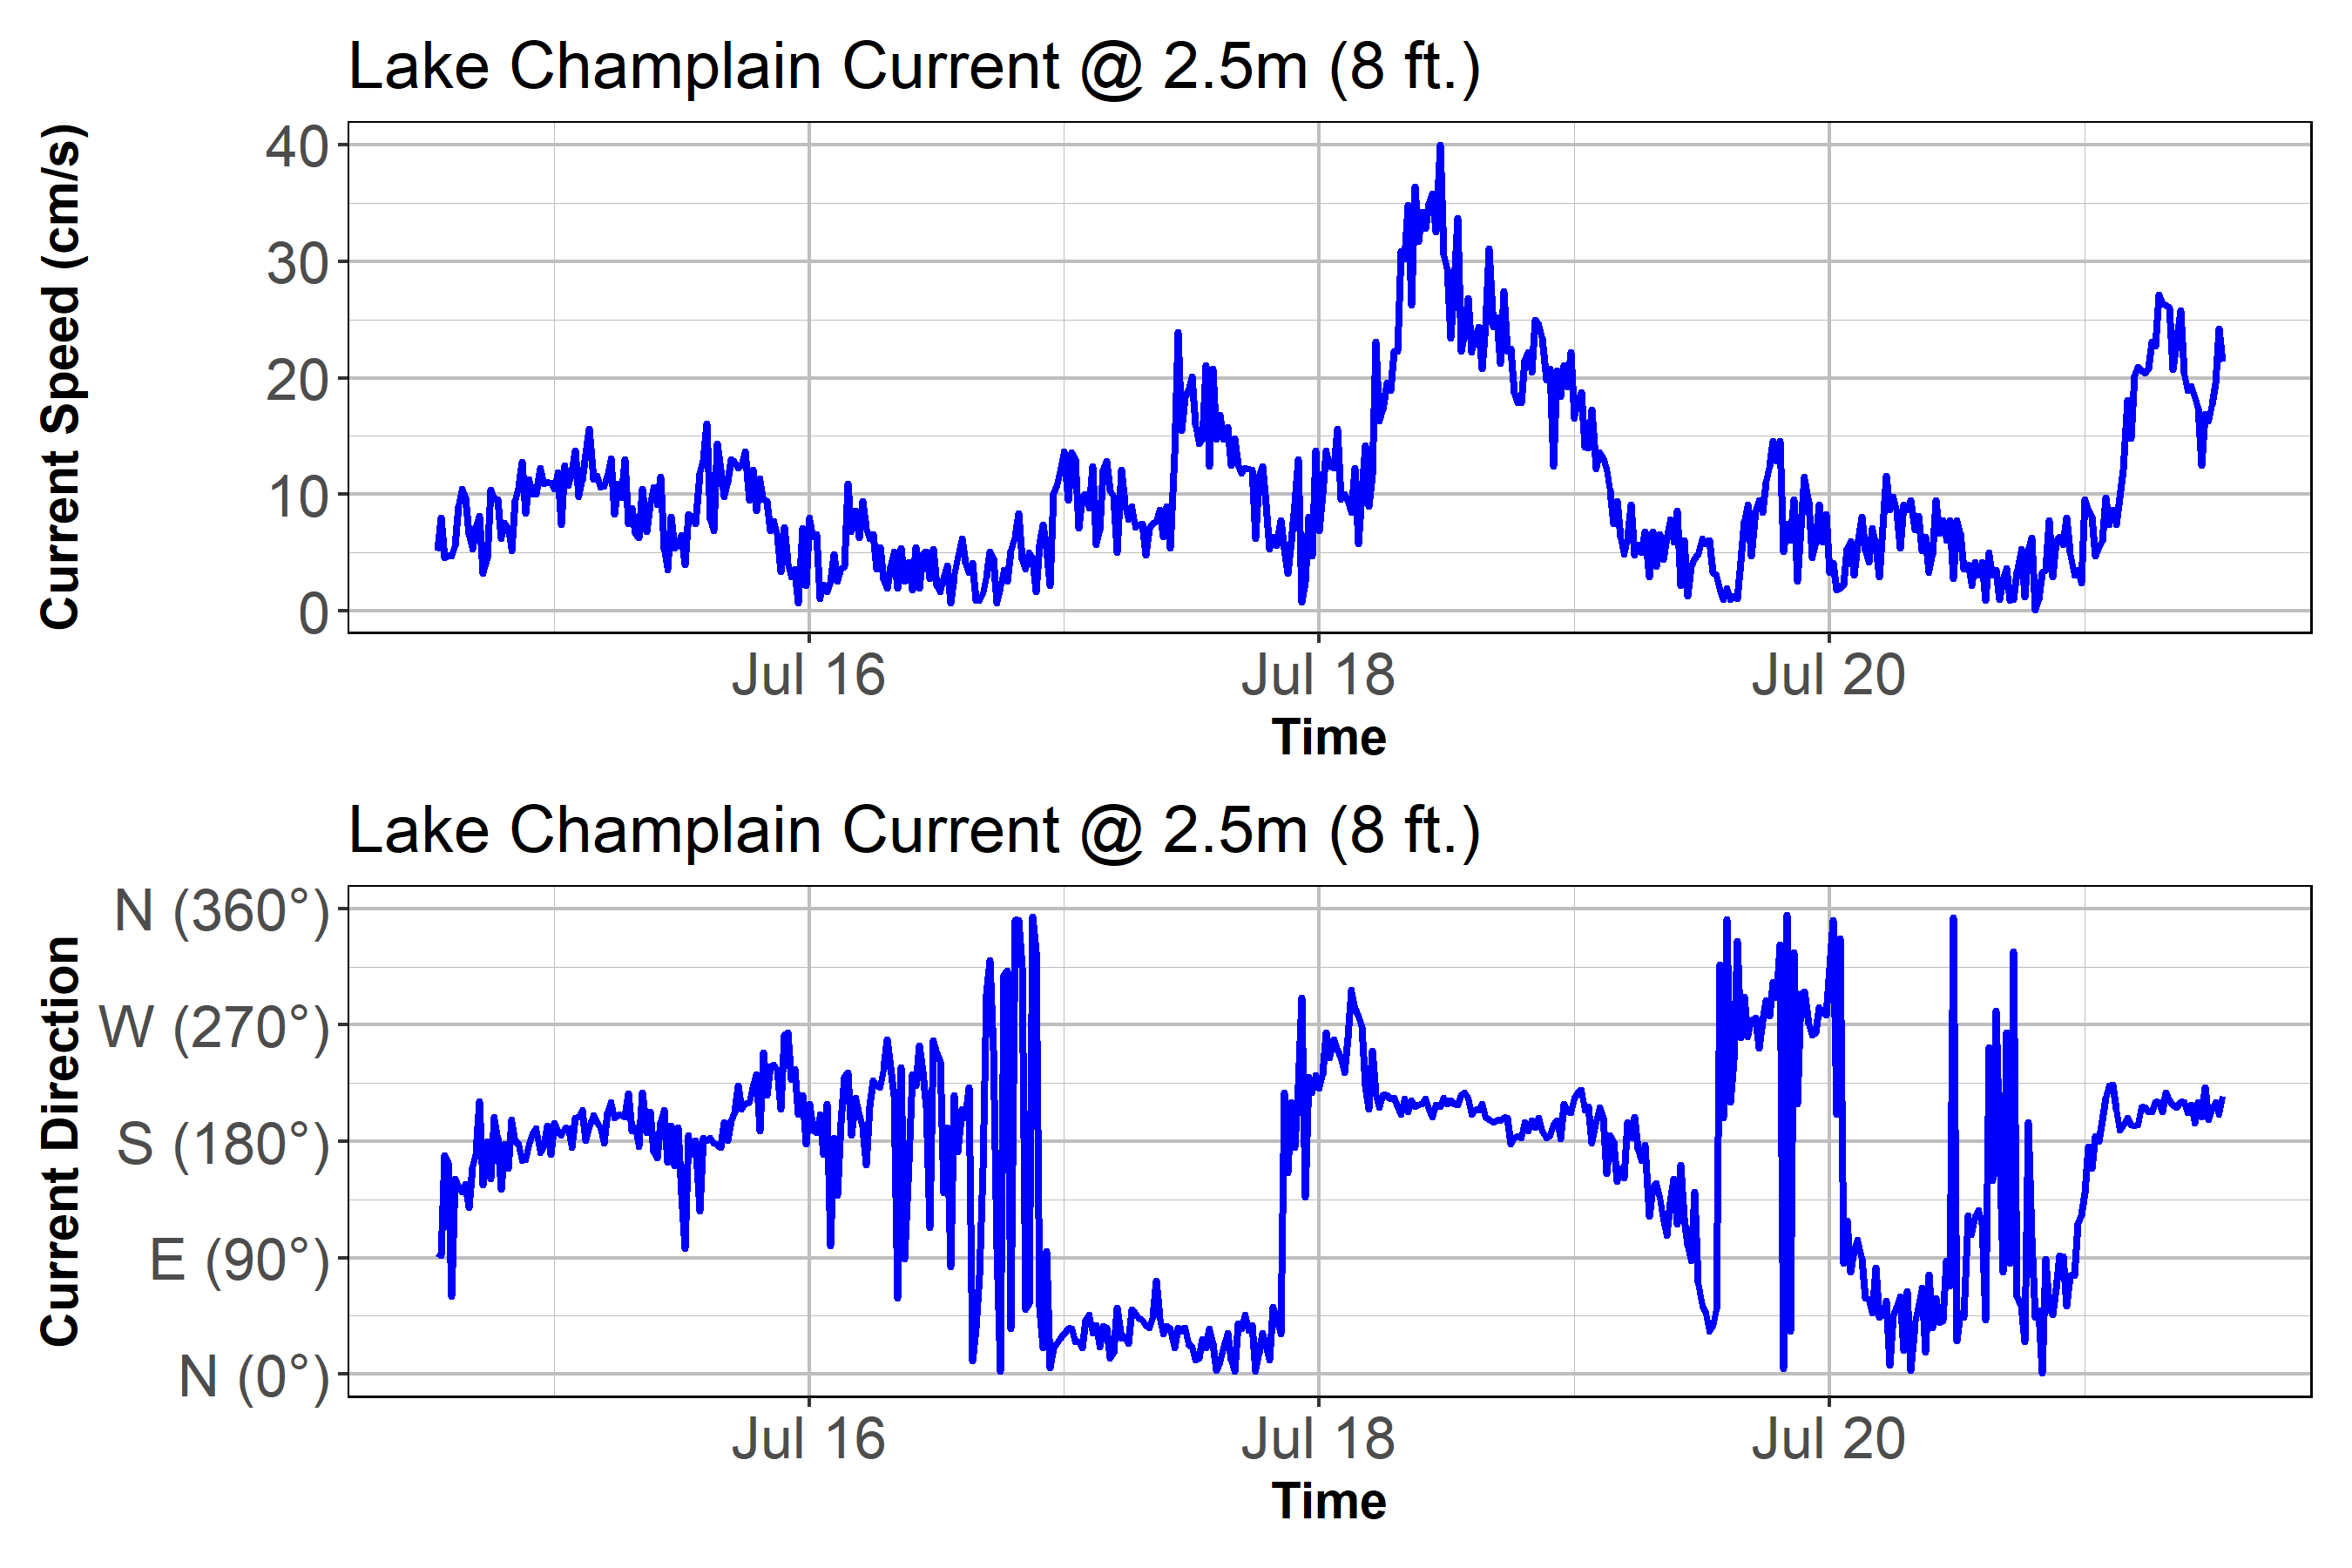 Lake Champlain Current @ 2.5m (8 ft.)
Current Speed (cm/s)
40
30
20
10
0
Jul 16 Jul 18 Jul 20
Time
Lake Champlain Current @ 2.5m (8 ft.)
Current Direction
N (360°)
W (270°)
S (180°)
E (90°)
N (0°)
Jul 16 Jul 18 Jul 20
Time